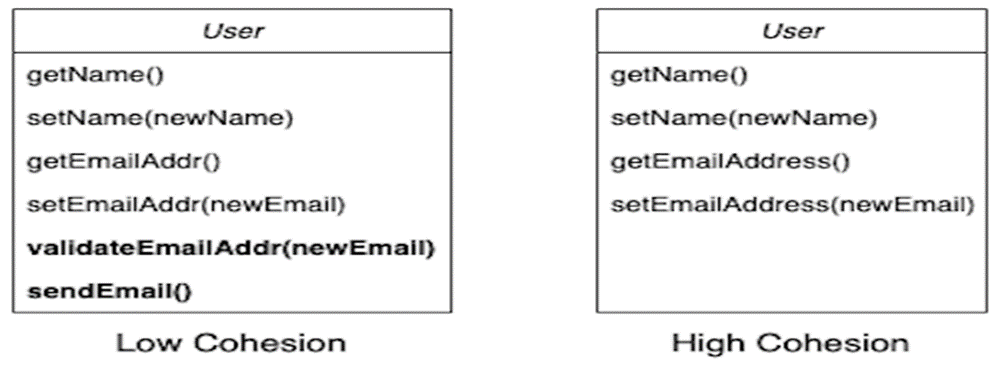 User
getName()
setName(newName)
getEmailAddr()
setEmailAddr(newEmail)
validateEmailAddr(newEmail)
sendEmail()
Low Cohesion
User
getName()
setName(newName)
getEmailAddress()
setEmailAddress(newEmail)
High Cohesion